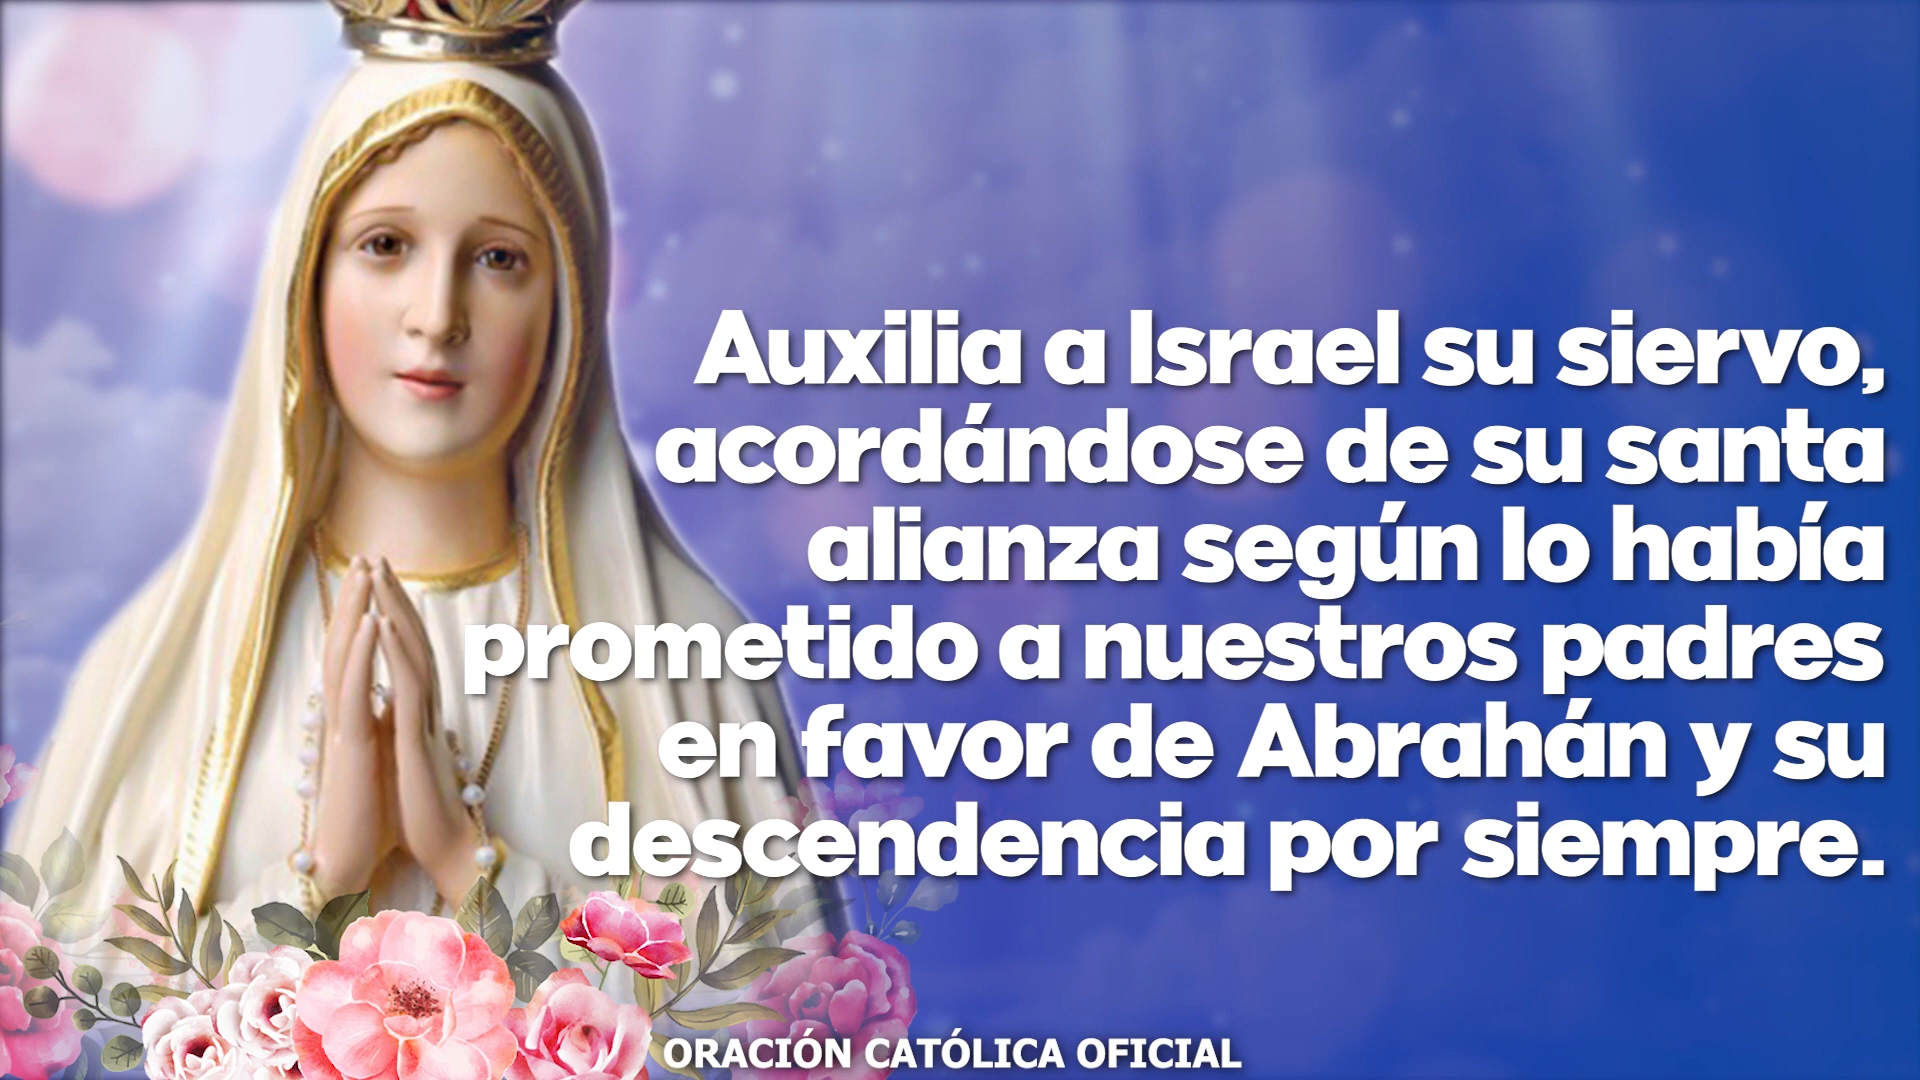 Auxilia a Israel su siervo,
acordándose de su santa
alianza según lo había
prometido a nuestros padres
en favor de Abrahán y su
descendencia por siempre.
ORACIÓN CATÓLICA OFICIAL